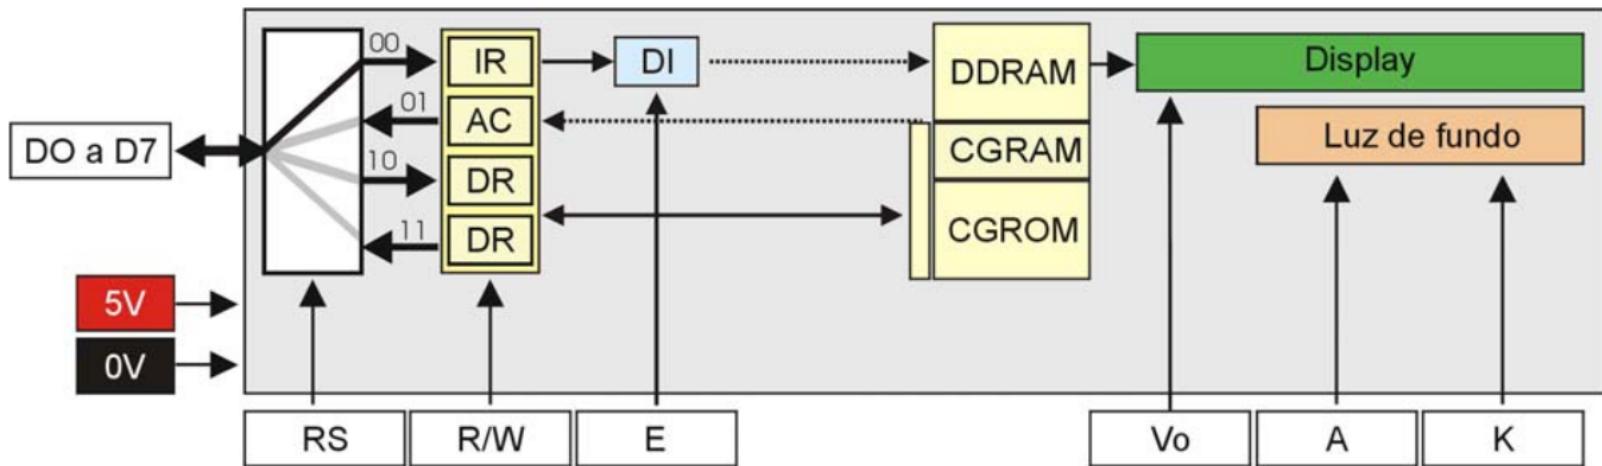 00
IR
DI
DDRAM
Display
01
AC
DO a D7
CGRAM
Luz de fundo
10
DR
CGROM
11
DR
5V
0V
RS
R/W
E
Vo
A
K